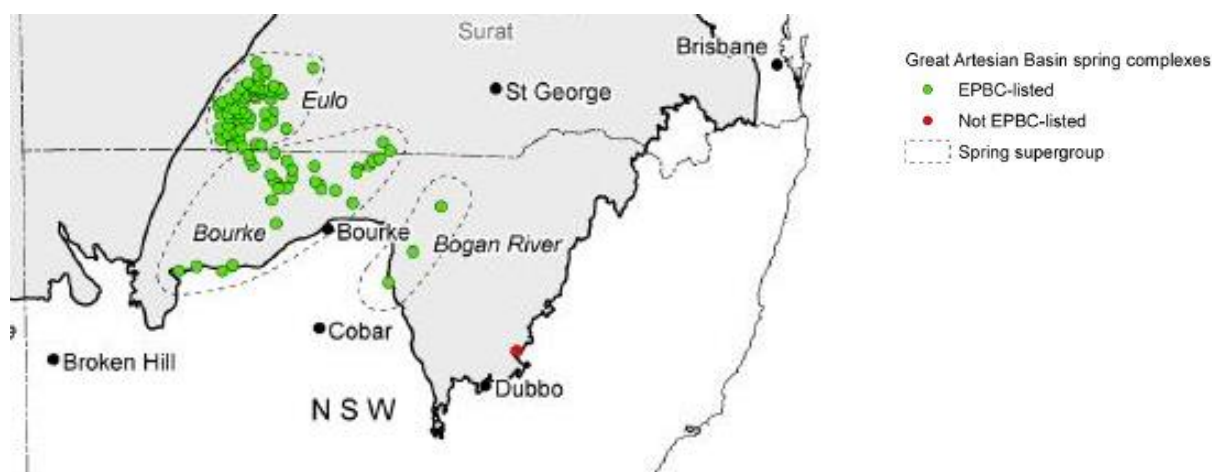 Surat
Brisbane
Great Artesian Basin spring complexes
EPBC-listed
Not EPBC-listed
Spring supergroup
Eulo
St George
Bourke
Bourke
Bogan River
Cobar
Broken Hill
Dubbo
NSW